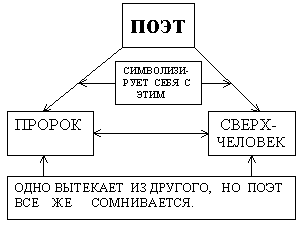 ПОЭТ
СИМВОЛИЗИ-
РУЕТ СЕБЯ С
ЭТИМ
ПРОРОК
СВЕРХ-
ЧЕЛОВЕК
ОДНО ВЫТЕКАЕТ ИЗ ДРУГОГО, НО ПОЭТ
ВСЕ ЖЕ СОМНИВАЕТСЯ.